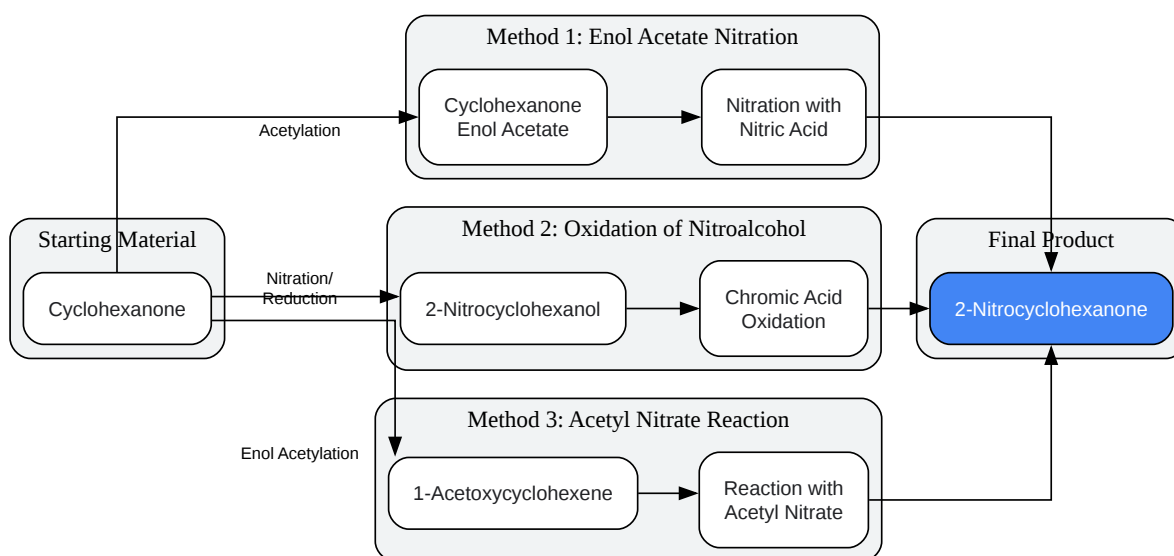 Method 1: Enol Acetate Nitration
Cyclohexanone
Enol Acetate
Nitration with
Nitric Acid
Acetylation
Starting Material
Cyclohexanone
Nitration/
Reduction
Method 2: Oxidation of Nitroalcohol
2-Nitrocyclohexanol
Chromic Acid
Oxidation
Final Product
2-Nitrocyclohexanone
Enol Acetylation
Method 3: Acetyl Nitrate Reaction
1-Acetoxycyclohexene
Reaction with
Acetyl Nitrate